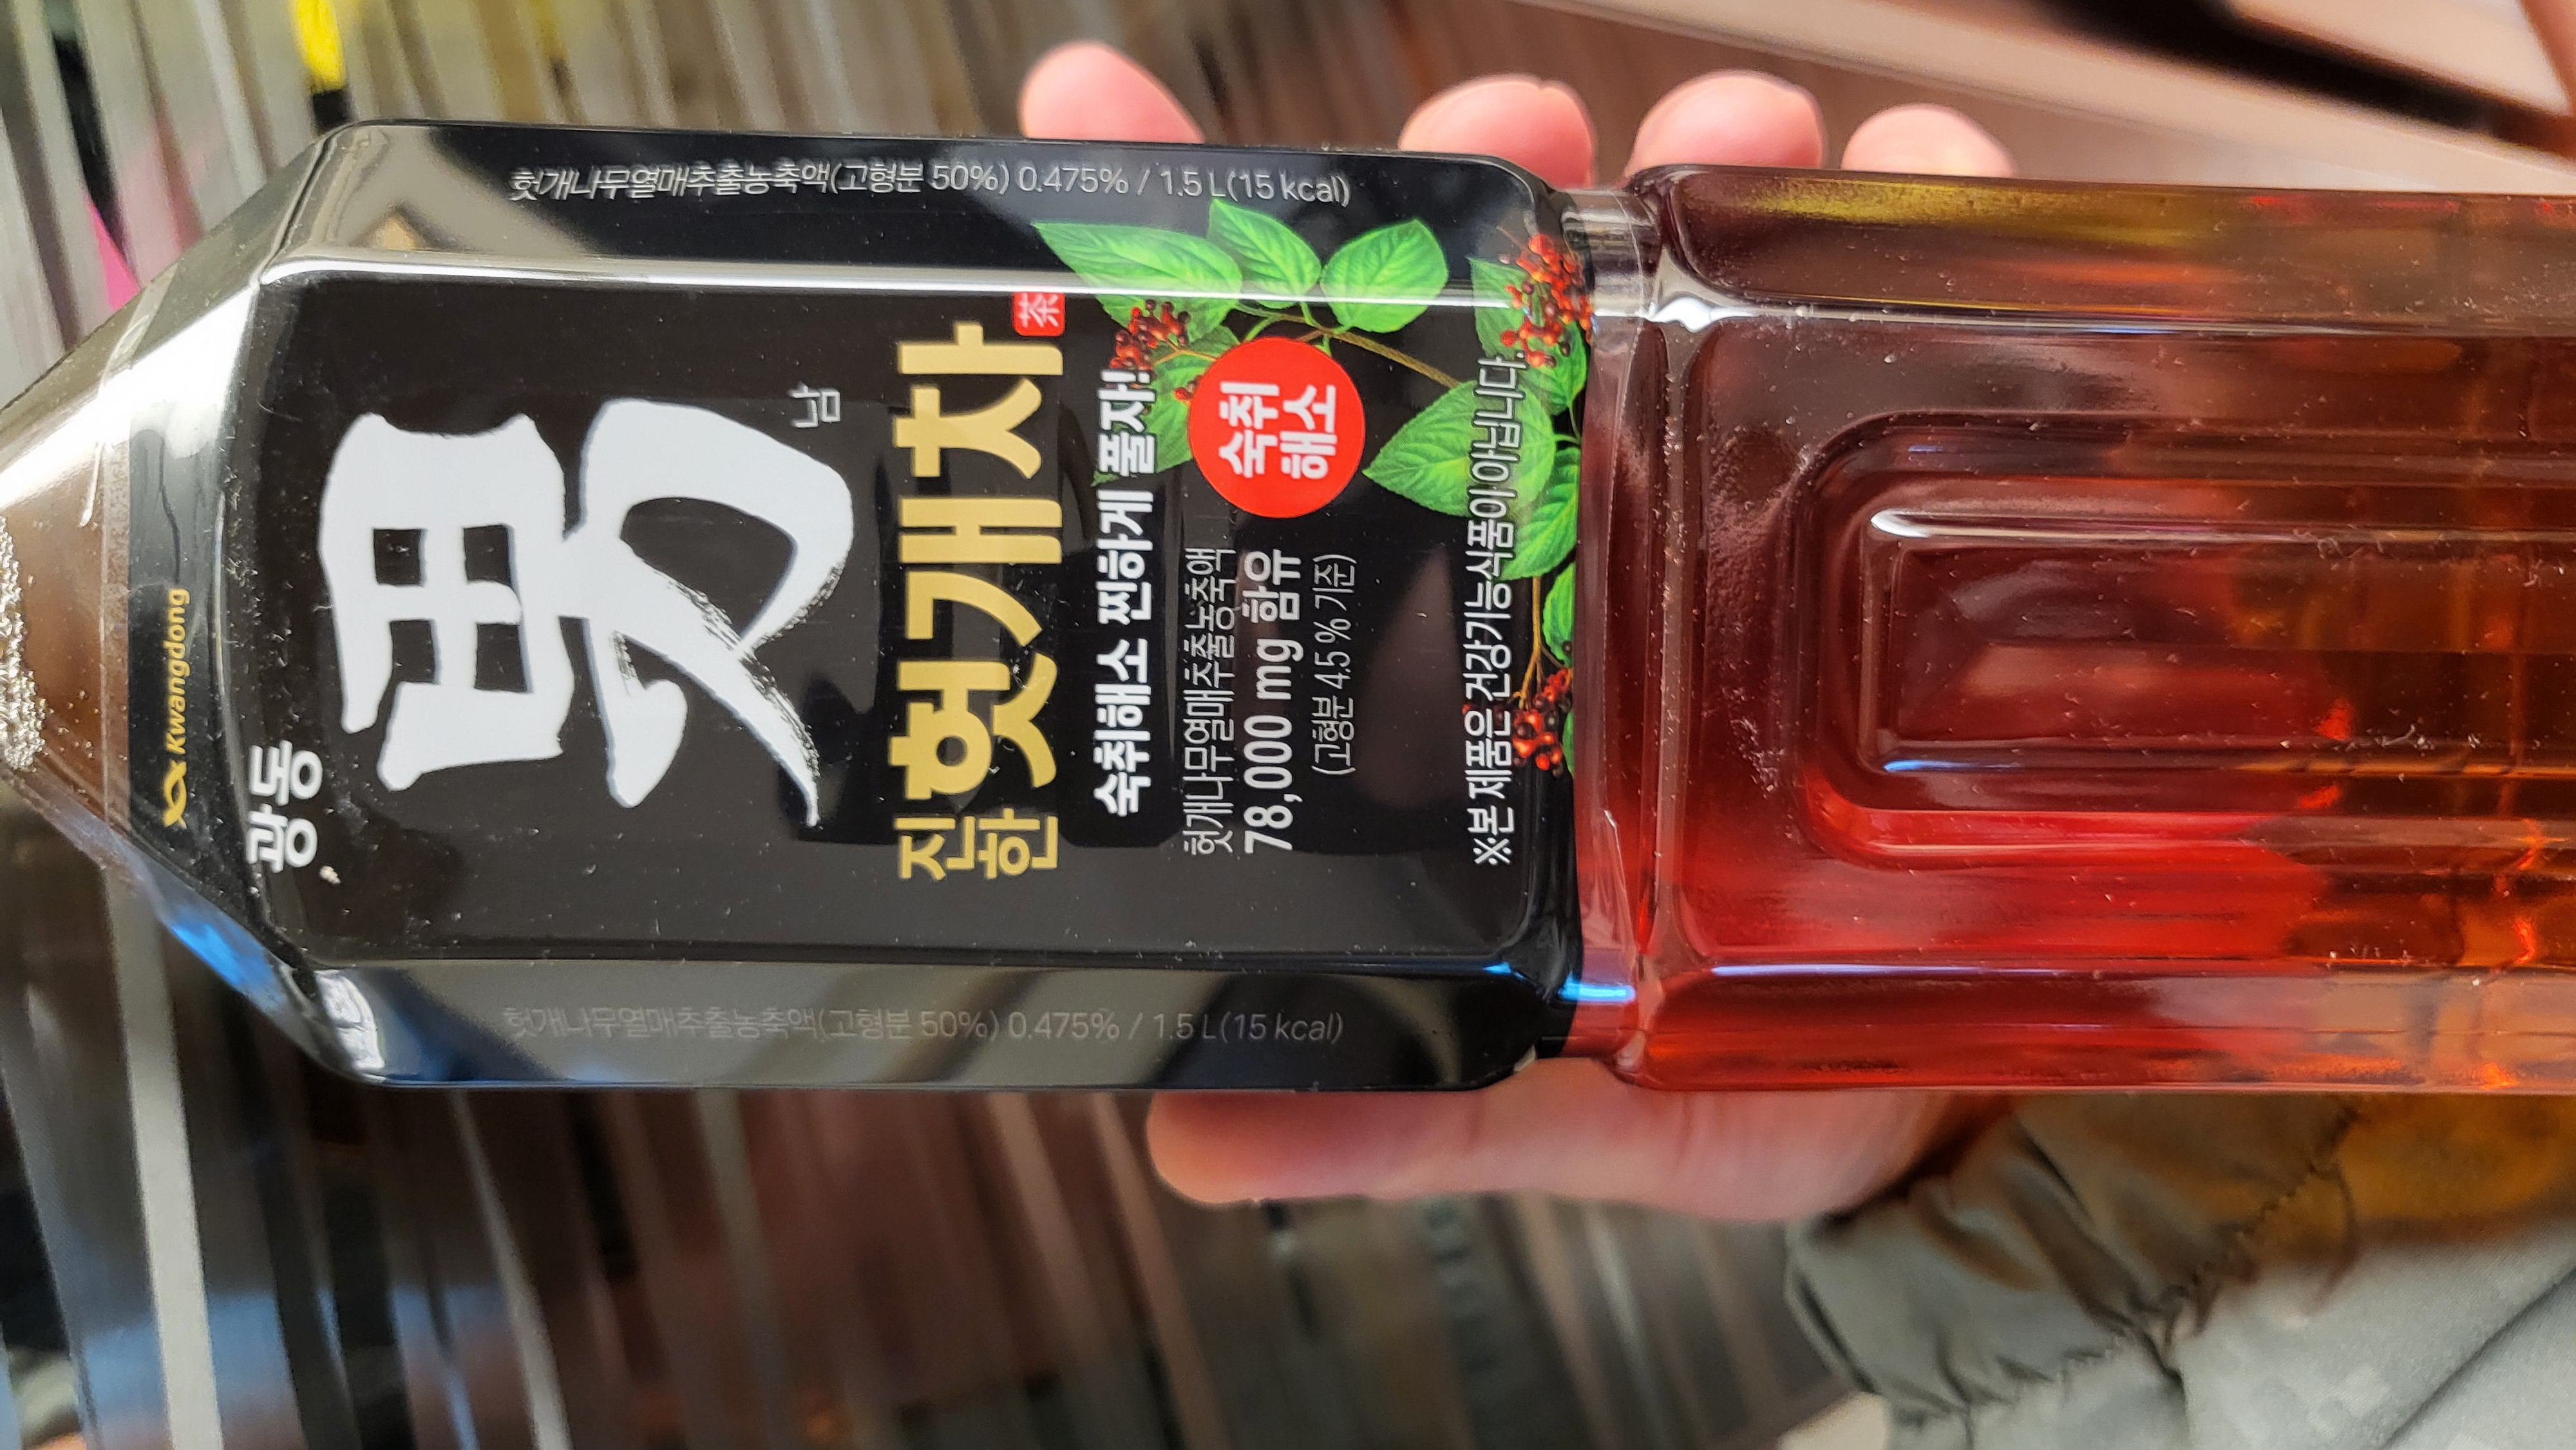 Kwangdong
광동
男
남
진한 헛개차
茶
숙취해소 찐하게 풀자!
헛개나무열매추출농축액
78,000 mg 함유
(고형분 4.5 % 기준)
숙취
해소
※본 제품은 건강기능식품이 아닙니다.
헛개나무열매추출농축액(고형분 50%) 0.475% / 1.5 L(15 kcal)
헛개나무열매추출농축액(고형분 50%) 0.475% / 1.5 L(15 kcal)